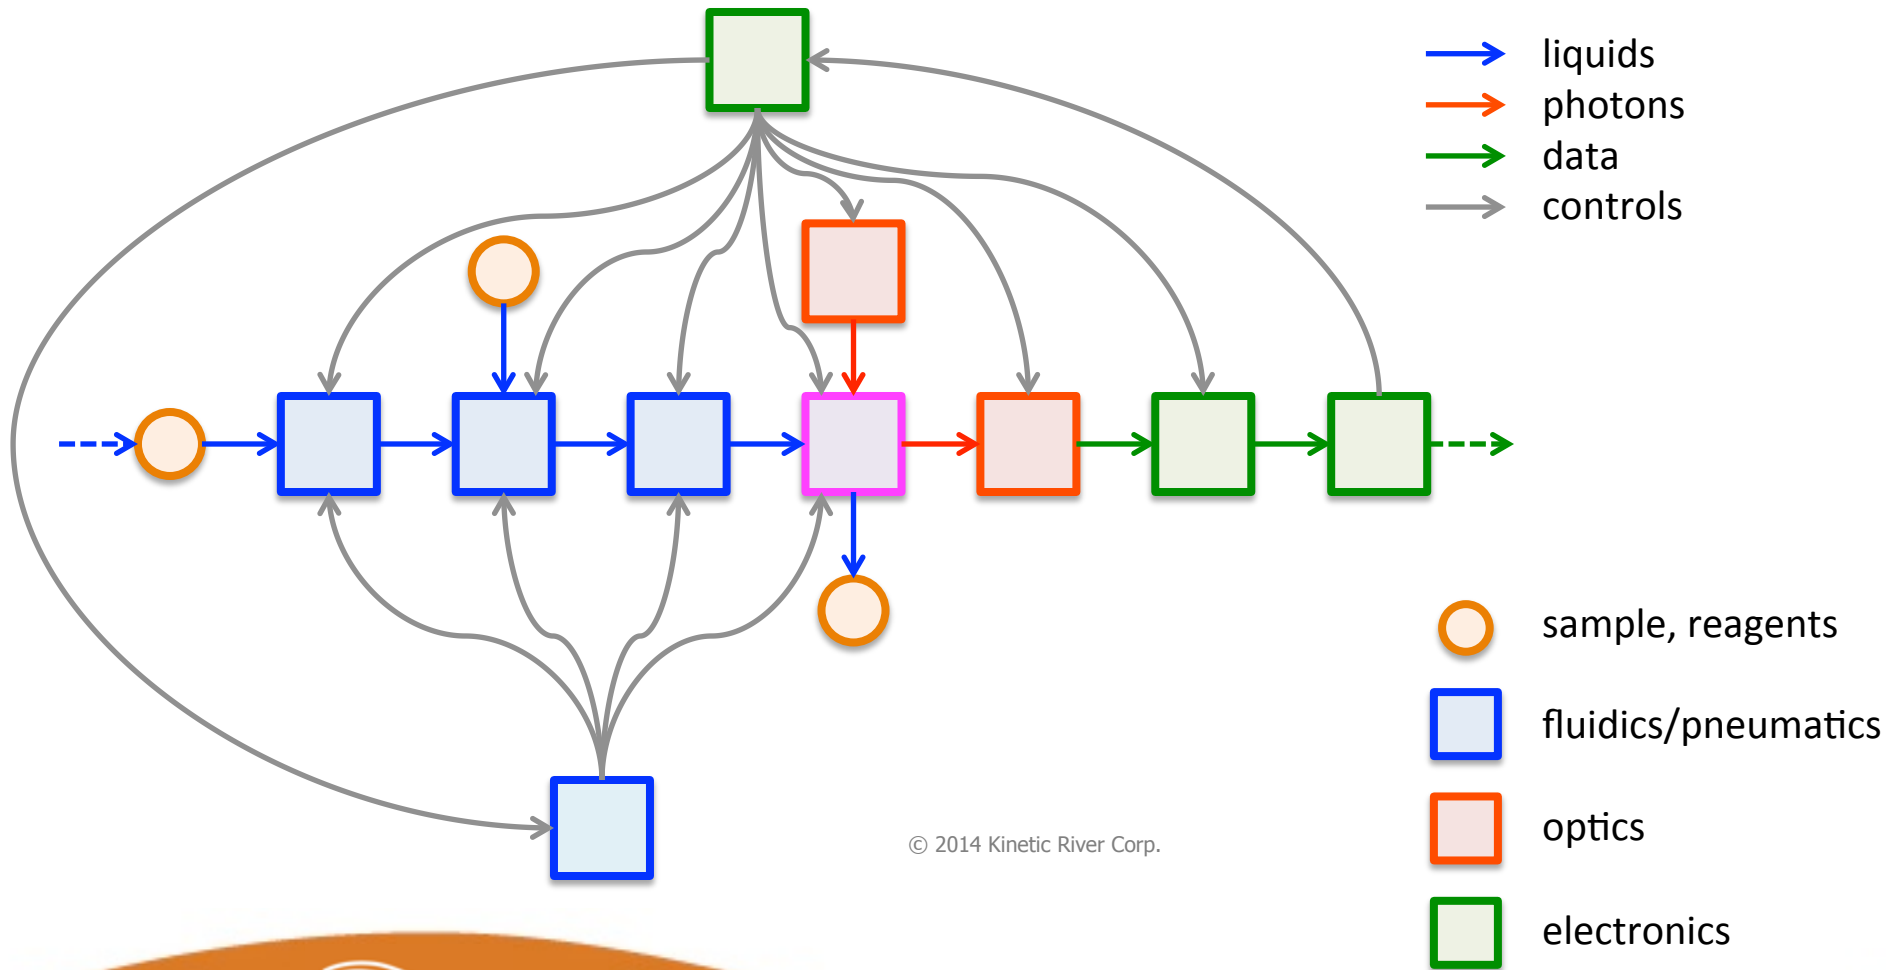 liquids
photons
data
controls
sample, reagents
fluidics/pneumatics
optics
electronics
© 2014 Kinetic River Corp.